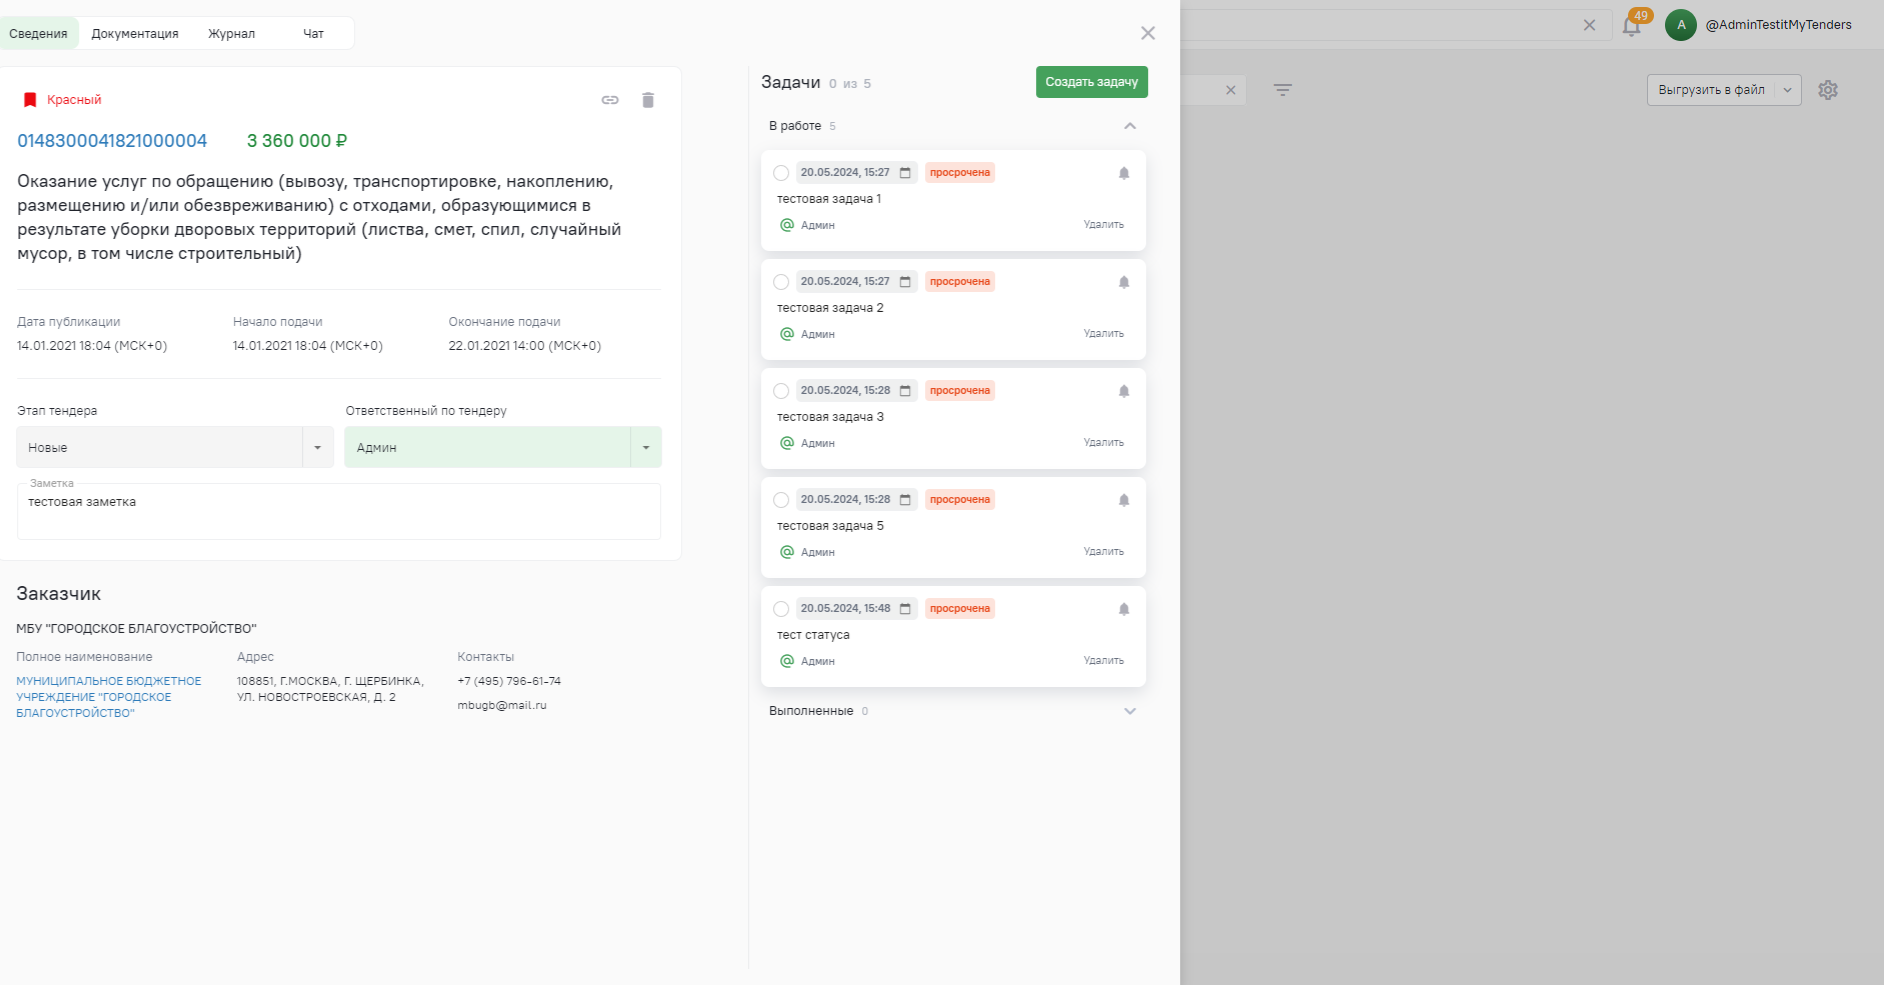 Сведения
Документация
Журнал
Чат
49
А
@AdminTestitMyTenders
Красный
0148300041821000004
3 360 000 ₽
Оказание услуг по обращению (вывозу, транспортировке, накоплению,
размещению и/или обезвреживанию) с отходами, образующимися в
результате уборки дворовых территорий (листва, смет, спил, случайный
мусор, в том числе строительный)
Дата публикации
14.01.2021 18:04 (МСК+0)
Начало подачи
14.01.2021 18:04 (МСК+0)
Окончание подачи
22.01.2021 14:00 (МСК+0)
Этап тендера
Новые
Ответственный по тендеру
Админ
Заметка
тестовая заметка
Заказчик
МБУ "ГОРОДСКОЕ БЛАГОУСТРОЙСТВО"
Полное наименование
МУНИЦИПАЛЬНОЕ БЮДЖЕТНОЕ
УЧРЕЖДЕНИЕ "ГОРОДСКОЕ
БЛАГОУСТРОЙСТВО"
Адрес
108851, Г.МОСКВА, Г. ЩЕРБИНКА,
УЛ. НОВОСТРОЕВСКАЯ, Д. 2
Контакты
+7 (495) 796-61-74
mbugb@mail.ru
Задачи 0 из 5
Создать задачу
В работе 5
20.05.2024, 15:27 просрочена
тестовая задача 1
@ Админ Удалить
20.05.2024, 15:27 просрочена
тестовая задача 2
@ Админ Удалить
20.05.2024, 15:28 просрочена
тестовая задача 3
@ Админ Удалить
20.05.2024, 15:28 просрочена
тестовая задача 5
@ Админ Удалить
20.05.2024, 15:48 просрочена
тест статуса
@ Админ Удалить
Выполненные 0
Выгрузить в файл